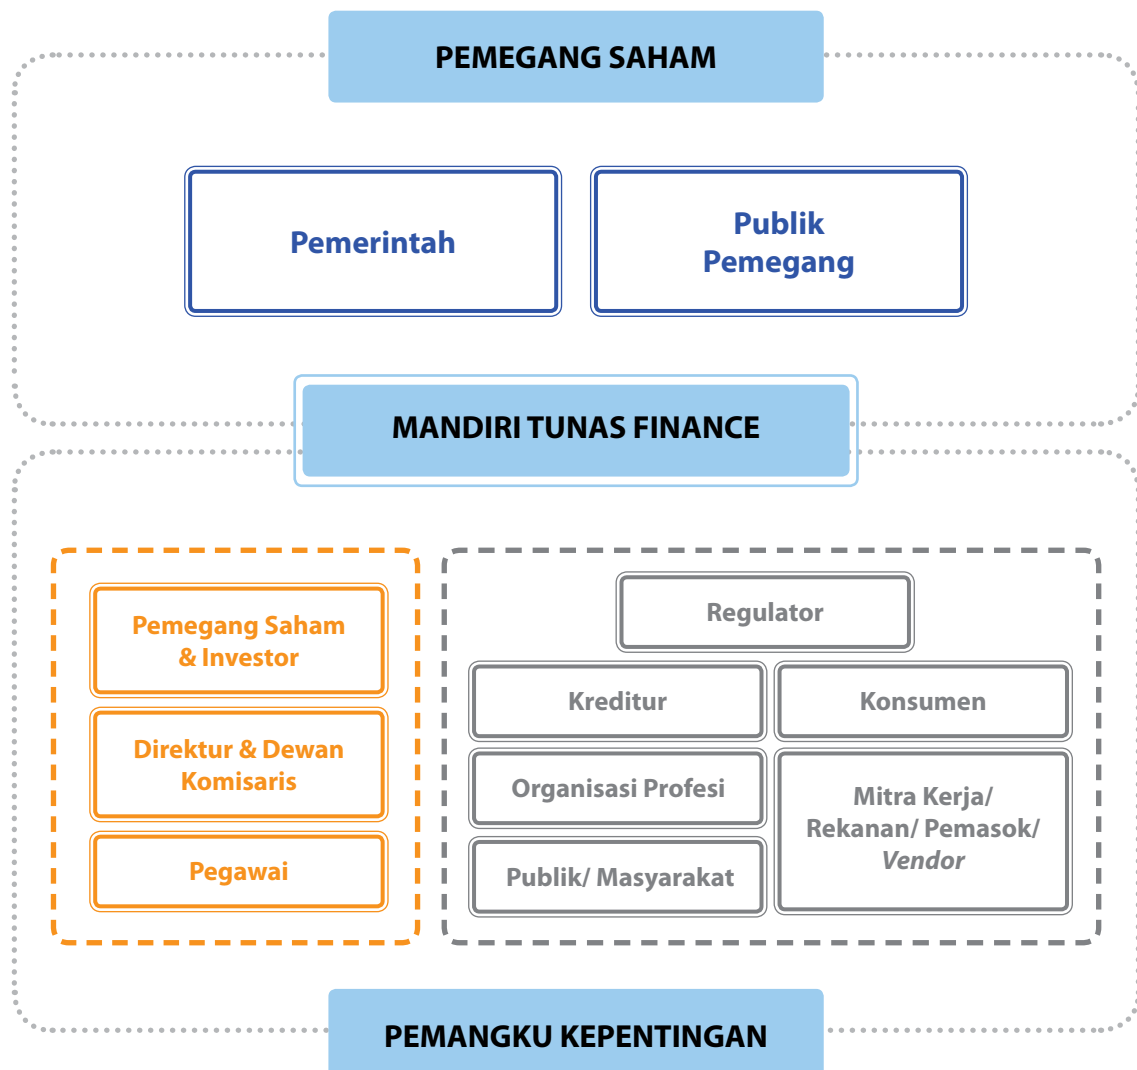 PEMEGANG SAHAM
Pemerintah
Publik
Pemegang
MANDIRI TUNAS FINANCE
Pemegang Saham
& Investor
Direktur & Dewan
Komisaris
Pegawai
Regulator
Kreditur
Konsumen
Organisasi Profesi
Mitra Kerja/
Rekanan/ Pemasok/
Vendor
Publik/ Masyarakat
PEMANGKU KEPENTINGAN